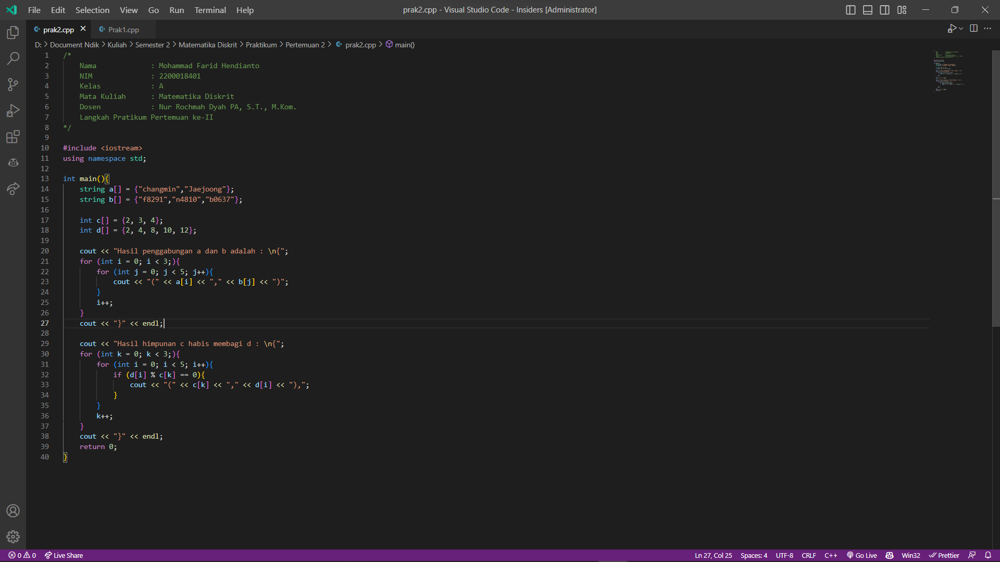 File Edit Selection View Go Run Terminal Help
prak2.cpp - Visual Studio Code - Insiders [Administrator]
prak2.cpp
Prak1.cpp
D: > Document Ndik > Kuliah > Semester 2 > Matematika Diskrit > Praktikum > Pertemuan 2 > prak2.cpp > main()
1 /*
2 Nama : Mohammad Farid Hendianto
3 NIM : 2200018401
4 Kelas : A
5 Mata Kuliah : Matematika Diskrit
6 Dosen : Nur Rochmah Dyah PA, S.T., M.Kom.
7 Langkah Pratikum Pertemuan ke-II
8 */
9
10 #include <iostream>
11 using namespace std;
12
13 int main(){
14 string a[] = {"changmin","Jaejoong"};
15 string b[] = {"f8291","n4810","b0637"};
16
17 int c[] = {2, 3, 4};
18 int d[] = {2, 4, 8, 10, 12};
19
20 cout << "Hasil penggabungan a dan b adalah : \n{";
21 for (int i = 0; i < 3;){
22 for (int j = 0; j < 5; j++){
23 cout << "(" << a[i] << "," << b[j] << ")";
24 }
25 i++;
26 }
27 cout << "}" << endl;
28
29 cout << "Hasil himpunan c habis membagi d : \n{";
30 for (int k = 0; k < 3;){
31 for (int i = 0; i < 5; i++){
32 if (d[i] % c[k] == 0){
33 cout << "(" << c[k] << "," << d[i] << "),";
34 }
35 }
36 k++;
37 }
38 cout << "}" << endl;
39 return 0;
40 }
0 0 Live Share
Ln 27, Col 25 Spaces: 4 UTF-8 CRLF C++ Go Live Win32 Prettier